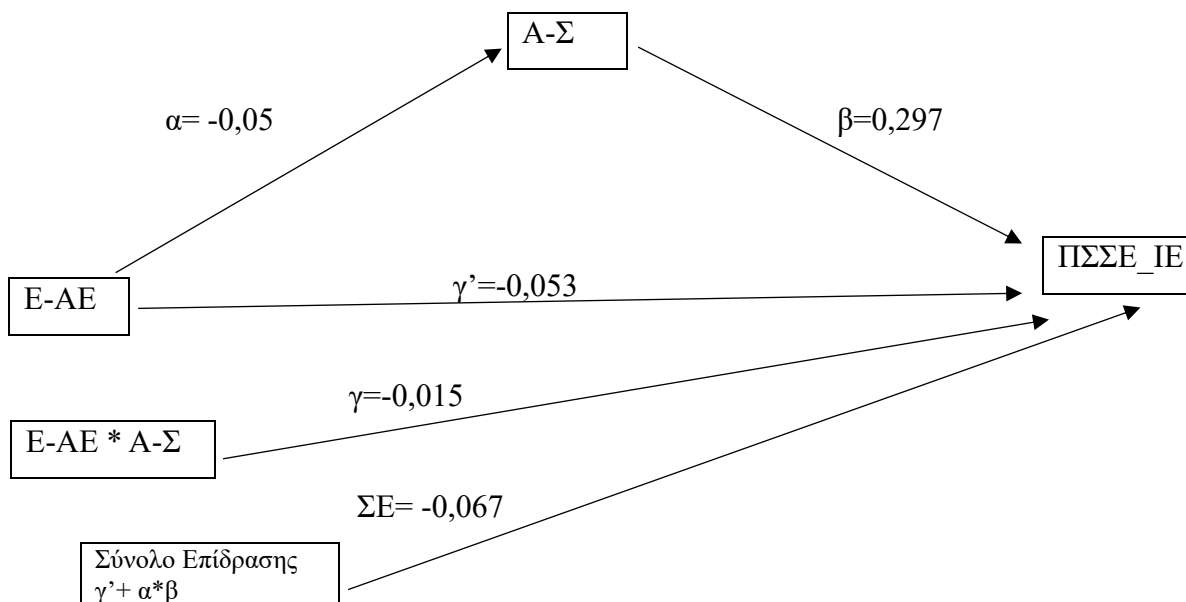 Α-Σ
α= -0,05
β=0,297
ΠΣΣΕ_ΙΕ
Ε-ΑΕ
γ’=-0,053
γ=-0,015
Ε-ΑΕ * Α-Σ
ΣΕ= -0,067
Σύνολο Επίδρασης
γ’+ α*β